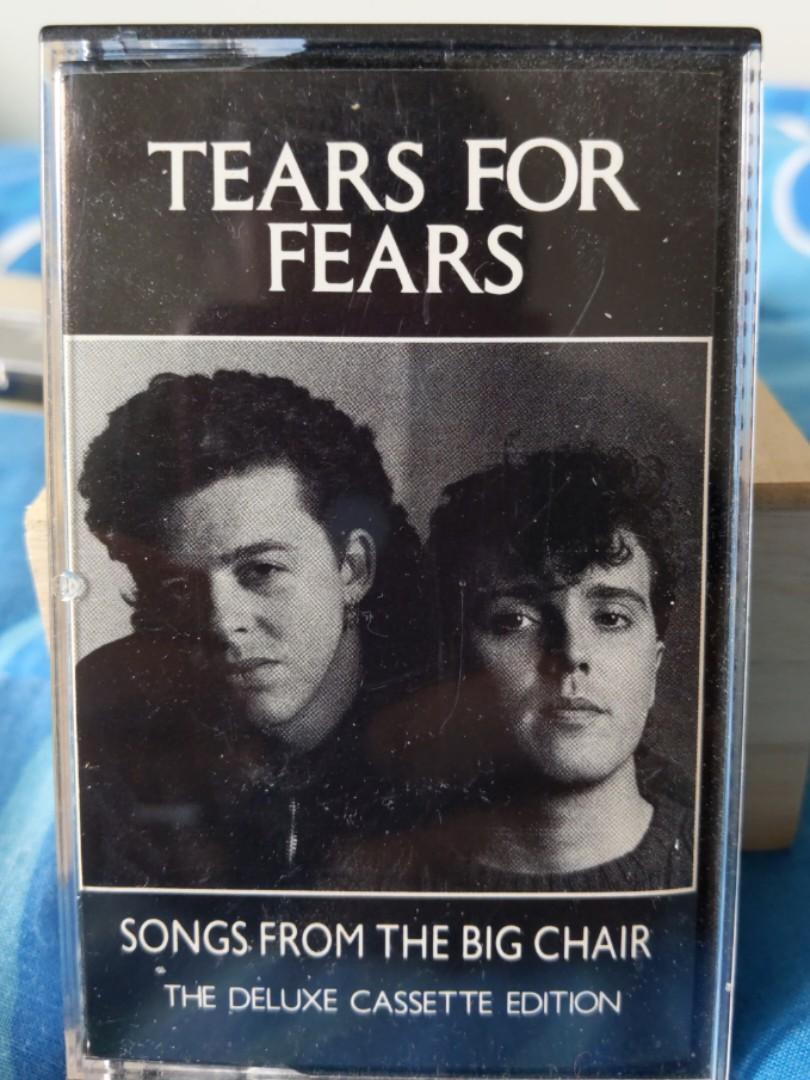 TEARS FOR
FEARS
SONGS FROM THE BIG CHAIR
THE DELUXE CASSETTE EDITION